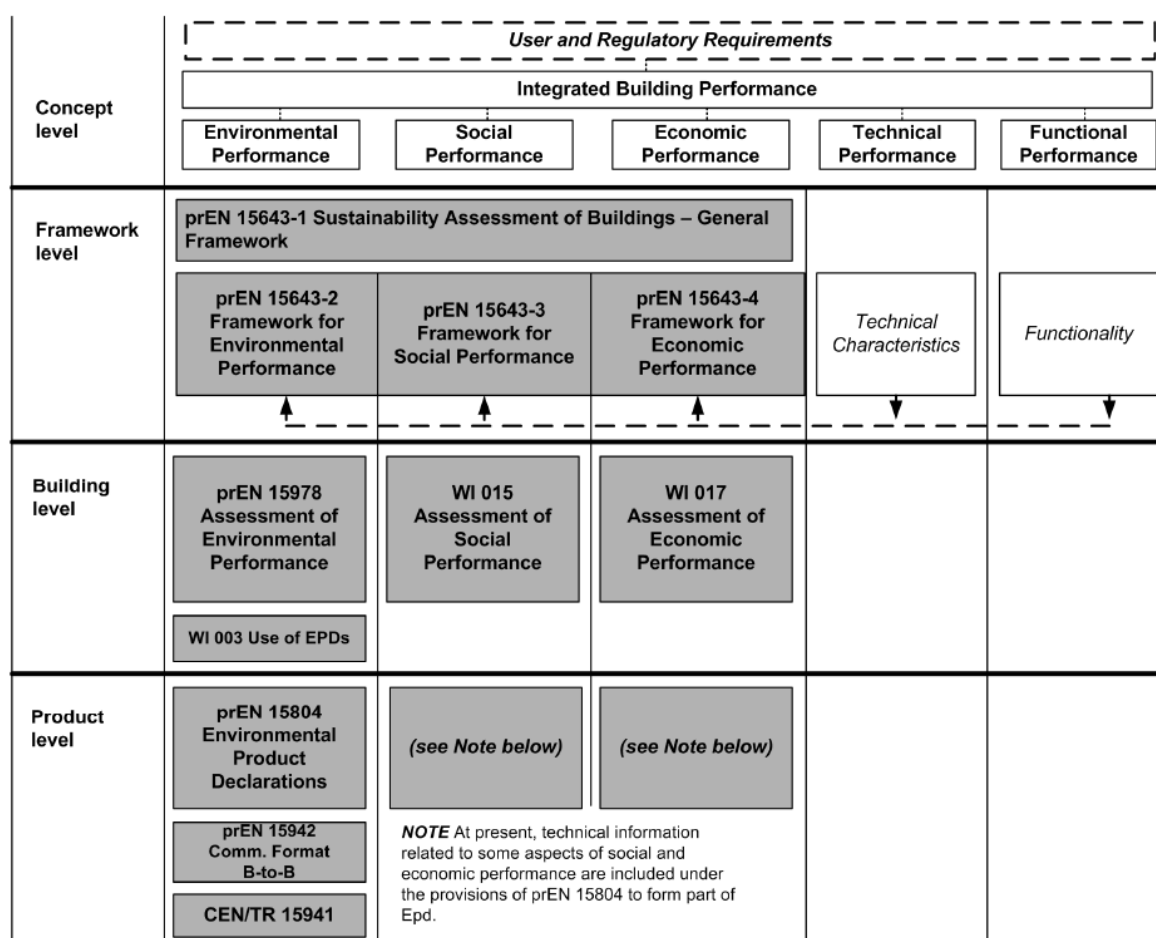 User and Regulatory Requirements
Integrated Building Performance
Concept
level
Environmental
Performance
Social
Performance
Economic
Performance
Technical
Performance
Functional
Performance
Framework
level
prEN 15643-1 Sustainability Assessment of Buildings – General
Framework
prEN 15643-2
Framework for
Environmental
Performance
prEN 15643-3
Framework for
Social Performance
prEN 15643-4
Framework for
Economic
Performance
Technical
Characteristics
Functionality
Building
level
prEN 15978
Assessment of
Environmental
Performance
WI 015
Assessment of
Social
Performance
WI 017
Assessment of
Economic
Performance
WI 003 Use of EPDs
Product
level
prEN 15804
Environmental
Product
Declarations
(see Note below)
(see Note below)
prEN 15942
Comm. Format
B-to-B
CEN/TR 15941
NOTE At present, technical information
related to some aspects of social and
economic performance are included under
the provisions of prEN 15804 to form part of
Epd.